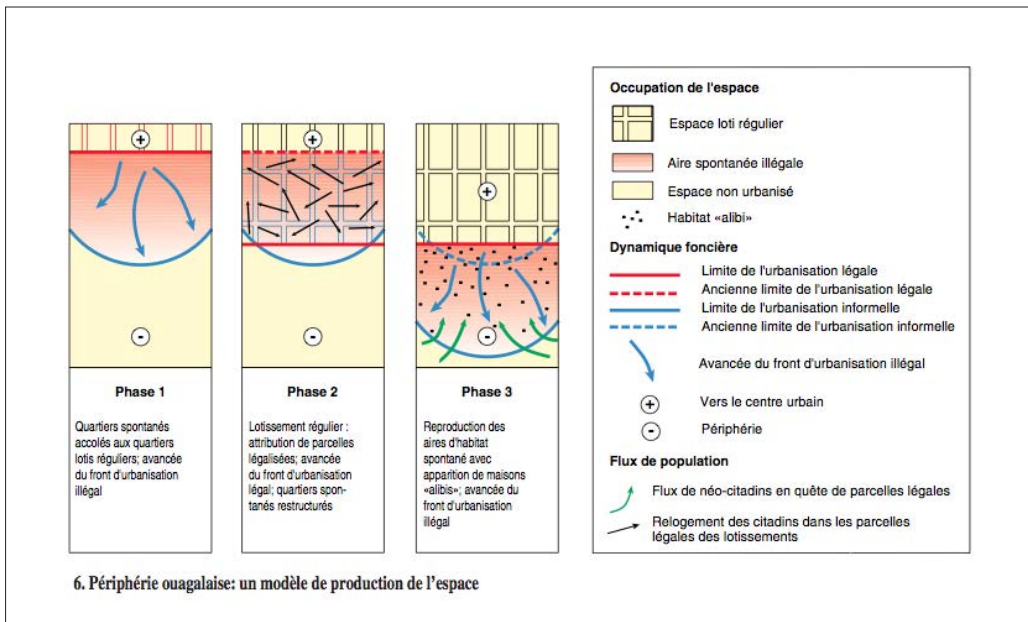 +
-
Phase 1
Quartiers spontanés
accolés aux quartiers
lotis réguliers; avancée
du front d'urbanisation
illégal
+
Phase 2
Lotissement régulier :
attribution de parcelles
légalisées; avancée
du front d'urbanisation
légal; quartiers spon-
tanés restructurés
+
-
Phase 3
Reproduction des
aires d'habitat
spontané avec
apparition de maisons
«alibis»; avancée du
front d'urbanisation
illégal
-
Occupation de l'espace
Espace loti régulier
Aire spontanée illégale
Espace non urbanisé
Habitat «alibi»
Dynamique foncière
Limite de l'urbanisation légale
Ancienne limite de l'urbanisation légale
Limite de l'urbanisation informelle
Ancienne limite de l'urbanisation informelle
Avancée du front d'urbanisation illégal
+ Vers le centre urbain
- Périphérie
Flux de population
Flux de néo-citadins en quête de parcelles légales
Relogement des citadins dans les parcelles
légales des lotissements
6. Périphérie ouagalaise: un modèle de production de l'espace